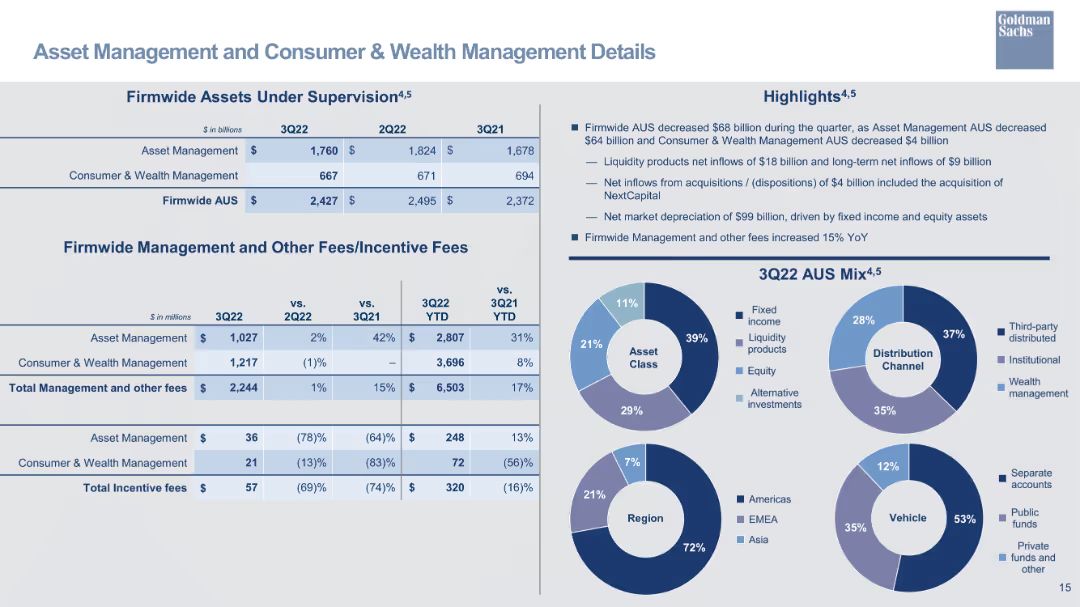 Goldman
Sachs
Asset Management and Consumer & Wealth Management Details
Firmwide Assets Under Supervision4,5
$ in billions 3Q22 2Q22 3Q21
Asset Management $ 1,760 $ 1,824 $ 1,678
Consumer & Wealth Management 667 671 694
Firmwide AUS $ 2,427 $ 2,495 $ 2,372
Firmwide Management and Other Fees/Incentive Fees
$ in millions 3Q22 vs. 2Q22 vs. 3Q21 3Q22 YTD vs. 3Q21 YTD
Asset Management $ 1,027 2% 42% $ 2,807 31%
Consumer & Wealth Management 1,217 (1)% – 3,696 8%
Total Management and other fees $ 2,244 1% 15% $ 6,503 17%
Asset Management $ 36 (78)% (64)% $ 248 13%
Consumer & Wealth Management 21 (13)% (83)% 72 (56)%
Total Incentive fees $ 57 (69)% (74)% $ 320 (16)%
Highlights4,5
■ Firmwide AUS decreased $68 billion during the quarter, as Asset Management AUS decreased
$64 billion and Consumer & Wealth Management AUS decreased $4 billion
— Liquidity products net inflows of $18 billion and long-term net inflows of $9 billion
— Net inflows from acquisitions / (dispositions) of $4 billion included the acquisition of
NextCapital
— Net market depreciation of $99 billion, driven by fixed income and equity assets
■ Firmwide Management and other fees increased 15% YoY
3Q22 AUS Mix4,5
Asset
Class
39%
29%
21%
11%
Fixed
income
Liquidity
products
Equity
Alternative
investments
Distribution
Channel
37%
35%
28%
Third-party
distributed
Institutional
Wealth
management
Region
72%
21%
7%
Americas
EMEA
Asia
Vehicle
53%
35%
12%
Separate
accounts
Public
funds
Private
funds and
other
15